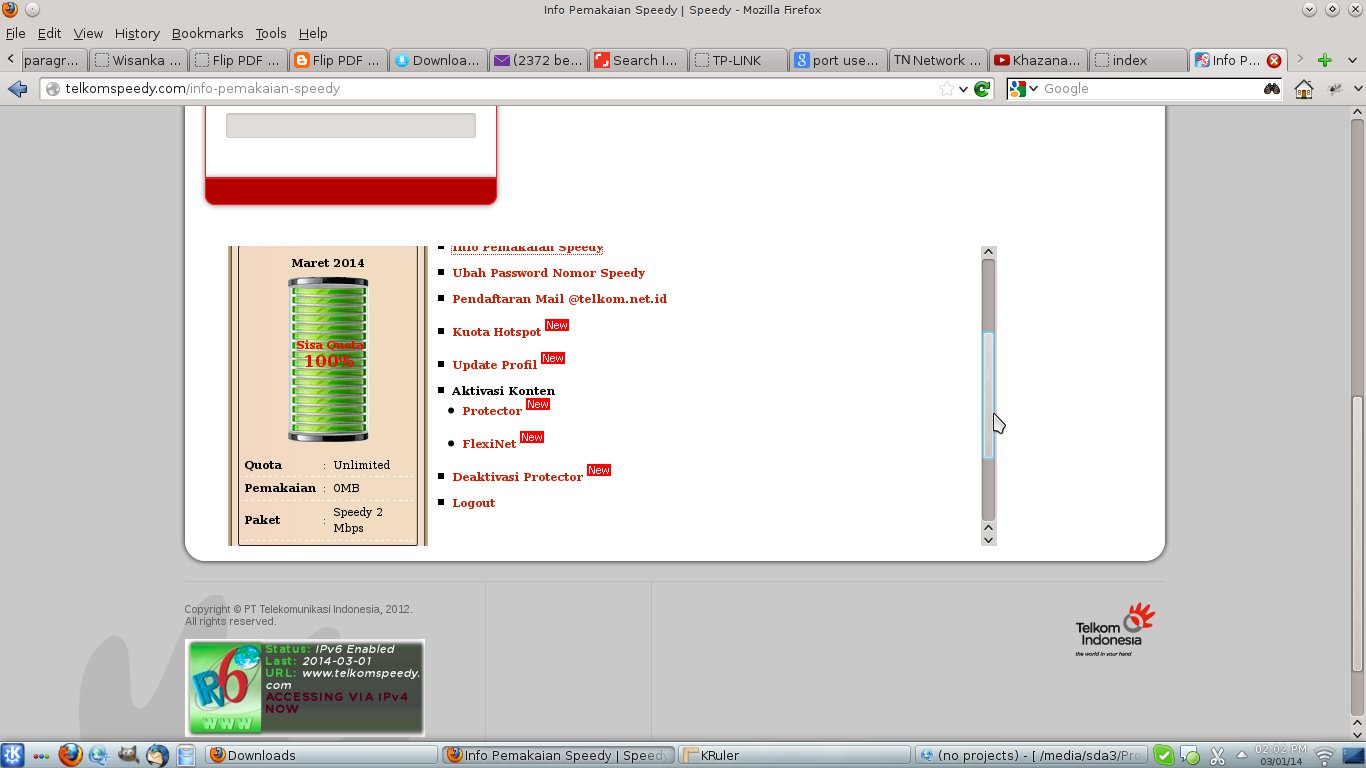 Info Pemakaian Speedy | Speedy - Mozilla Firefox
File Edit View History Bookmarks Tools Help
paragr... Wisanka ... Flip PDF ... Flip PDF ... Downloa... (2372 be... Search I... TP-LINK port use... TN Network ... Khazana... index Info P...
telkomspeedy.com/info-pemakaian-speedy
Google
Info Pemakaian Speedy
Maret 2014
Ubah Password Nomor Speedy
Pendaftaran Mail @telkom.net.id
Kuota Hotspot New
Sisa Quota
100%
Update Profil New
Aktivasi Konten
Protector New
FlexiNet New
Quota : Unlimited
Deaktivasi Protector New
Pemakaian : 0MB
Logout
Paket : Speedy 2
Mbps
Copyright © PT Telekomunikasi Indonesia, 2012.
All rights reserved.
Telkom
Indonesia
the world in your hand
IPv6
www
Status: IPv6 Enabled
Last: 2014-03-01
URL: www.telkomspeedy.
com
ACCESSING VIA IPv4
NOW
Downloads Info Pemakaian Speedy | Speed KRuler (no projects) - [ /media/sda3/Pro
02:02 PM
03/01/14